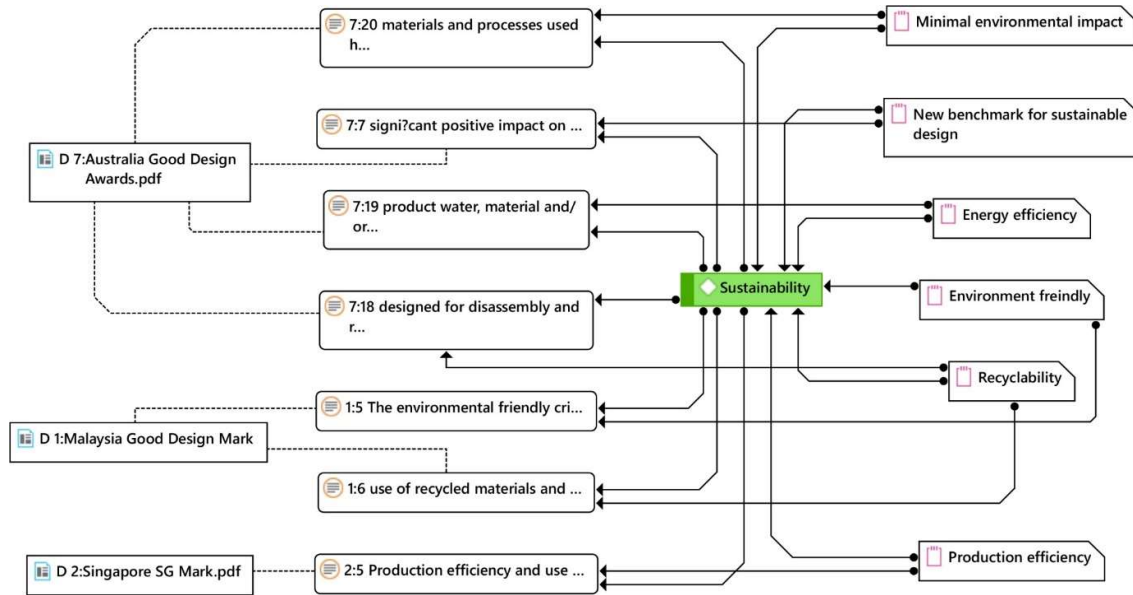 7:20 materials and processes used
h...
Minimal environmental impact
7:7 signi?cant positive impact on ...
New benchmark for sustainable
design
D 7:Australia Good Design
Awards.pdf
7:19 product water, material and/
or...
Energy efficiency
Sustainability
7:18 designed for disassembly and
r...
Environment freindly
Recyclability
1:5 The environmental friendly cri...
D 1:Malaysia Good Design Mark
1:6 use of recycled materials and ...
D 2:Singapore SG Mark.pdf
2:5 Production efficiency and use ...
Production efficiency